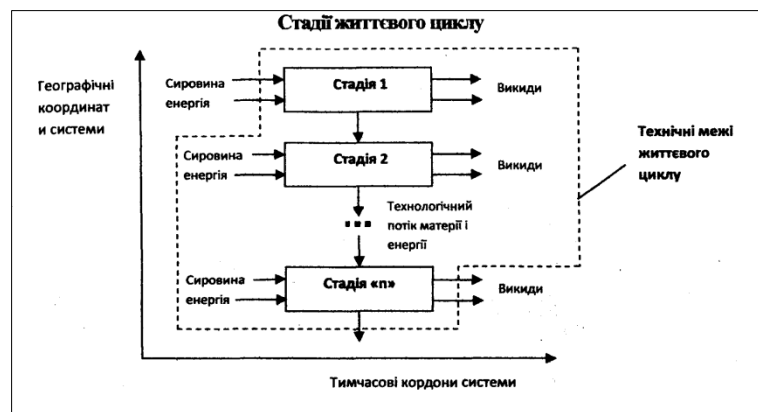 Стадії життєвого циклу
Географічні
координат
и системи
Сировина
енергія
Стадія 1
Викиди
Сировина
енергія
Стадія 2
Викиди
Технічні межі
життєвого
циклу
Технологічний
потік матерії і
енергії
Сировина
енергія
Стадія «n»
Викиди
Тимчасові кордони системи